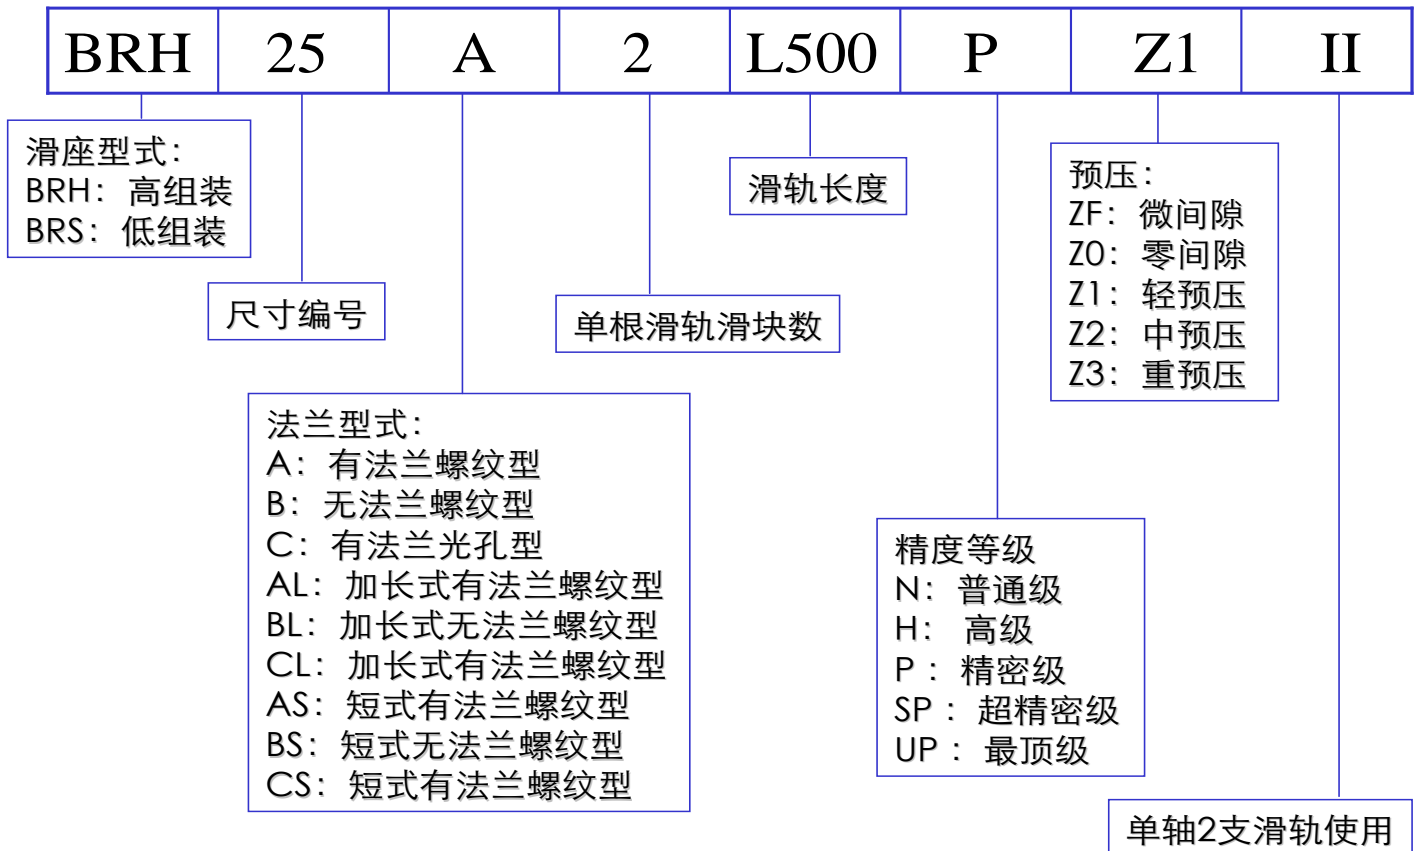 BRH 25 A 2 L500 P Z1 II
滑座型式：
BRH：高组装
BRS：低组装
尺寸编号
法兰型式：
A：有法兰螺纹型
B：无法兰螺纹型
C：有法兰光孔型
AL：加长式有法兰螺纹型
BL：加长式无法兰螺纹型
CL：加长式有法兰螺纹型
AS：短式有法兰螺纹型
BS：短式无法兰螺纹型
CS：短式有法兰螺纹型
单根滑轨滑块数
滑轨长度
精度等级
N：普通级
H： 高级
P ：精密级
SP ：超精密级
UP ：最顶级
预压：
ZF：微间隙
Z0：零间隙
Z1：轻预压
Z2：中预压
Z3：重预压
单轴2支滑轨使用